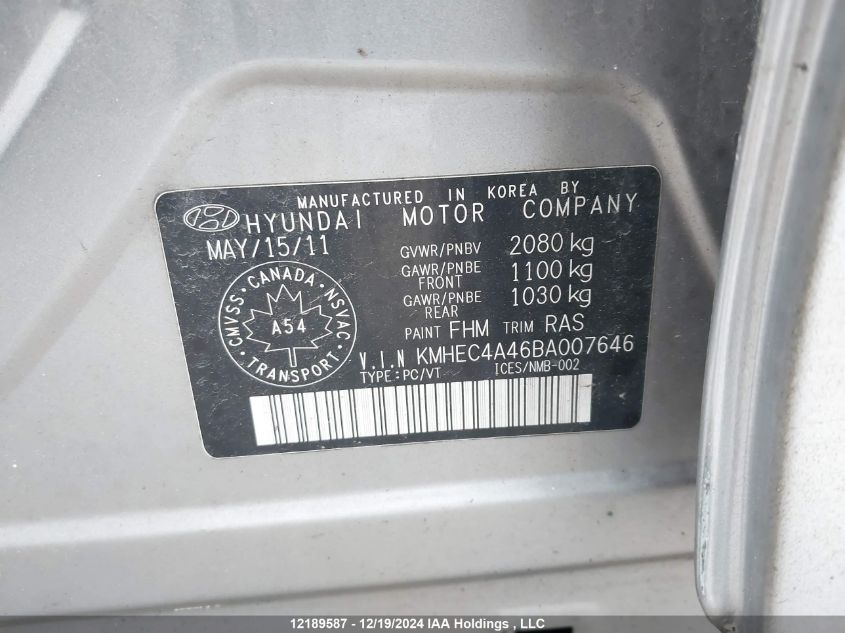 MANUFACTURED IN KOREA BY
HYUNDAI MOTOR COMPANY
MAY/15/11
GVWR/PNBV 2080 kg
GAWR/PNBE FRONT 1100 kg
GAWR/PNBE REAR 1030 kg
PAINT FHM TRIM RAS
CANADA
CMVSS NSVAC
A54
TRANSPORT
V.I.N KMHEC4A46BA007646
TYPE:PC/VT ICES/NMB-002
12189587 - 12/19/2024 IAA Holdings , LLC